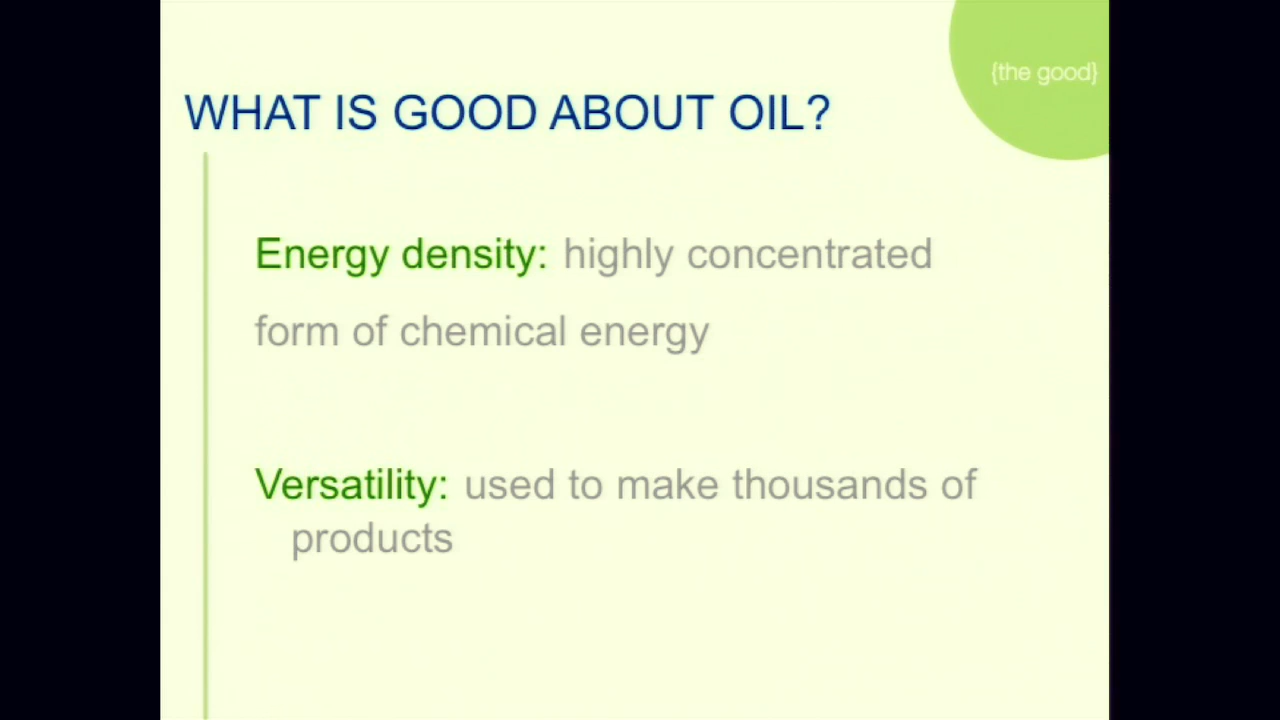 {the good}
WHAT IS GOOD ABOUT OIL?
Energy density: highly concentrated
form of chemical energy
Versatility: used to make thousands of
products